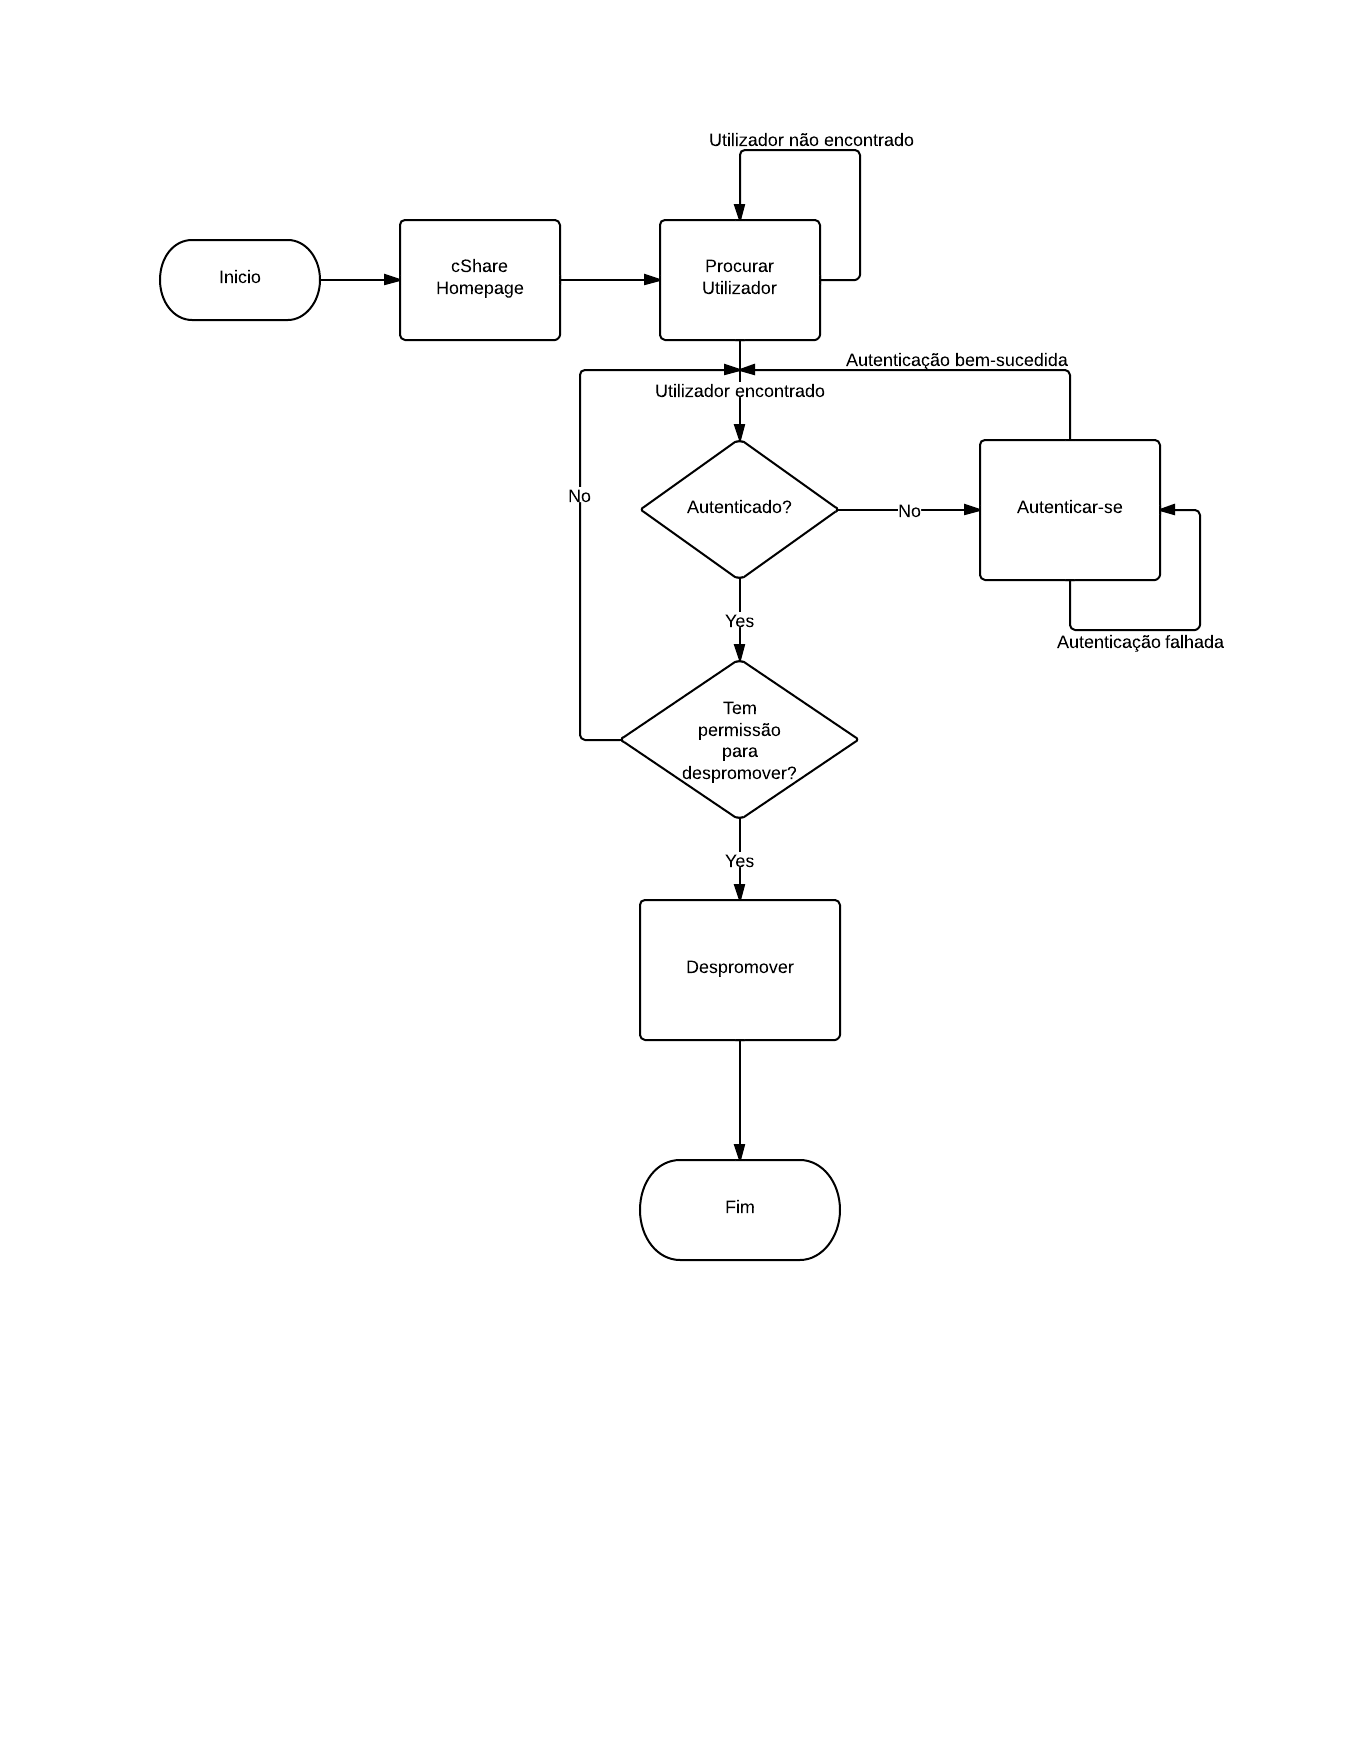 Utilizador não encontrado
Inicio
cShare
Homepage
Procurar
Utilizador
Autenticação bem-sucedida
Utilizador encontrado
No
Autenticado?
No
Autenticar-se
Yes
Autenticação falhada
Tem
permissão
para
despromover?
Yes
Despromover
Fim